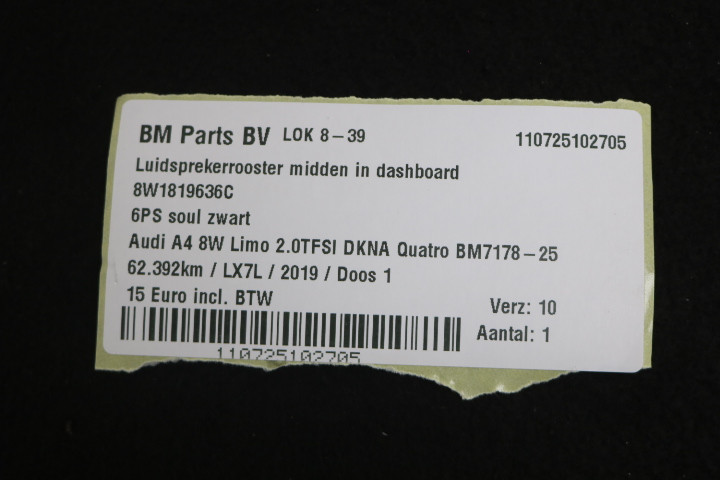 BM Parts BV LOK 8-39 110725102705
Luidsprekerrooster midden in dashboard
8W1819636C
6PS soul zwart
Audi A4 8W Limo 2.0TFSI DKNA Quatro BM7178-25
62.392km / LX7L / 2019 / Doos 1
15 Euro incl. BTW Verz: 10
Aantal: 1
110725102705